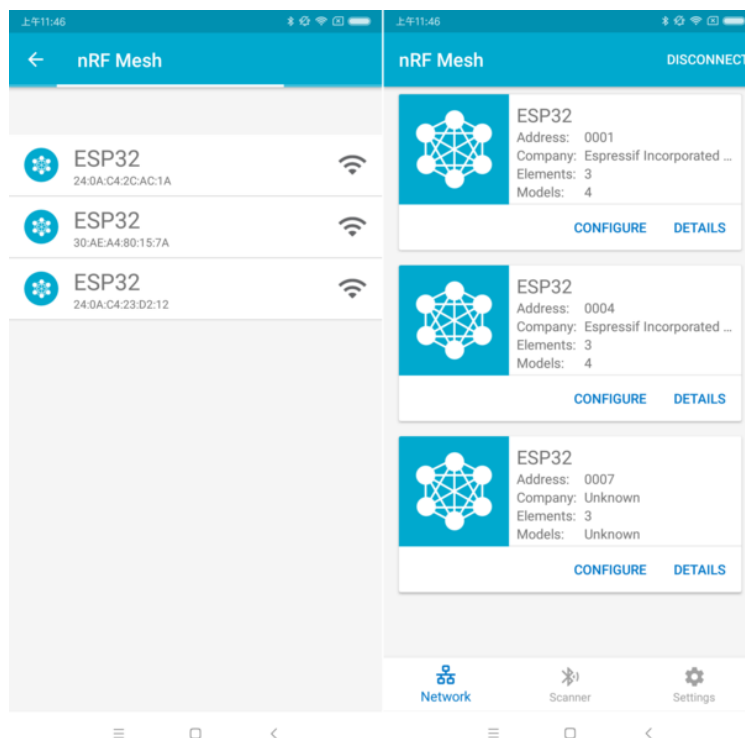 上午11:46
nRF Mesh
ESP32
24:0A:C4:2C:AC:1A
ESP32
30:AE:A4:80:15:7A
ESP32
24:0A:C4:23:D2:12
上午11:46
nRF Mesh DISCONNECT
ESP32
Address: 0001
Company: Espressif Incorporated ...
Elements: 3
Models: 4
CONFIGURE DETAILS
ESP32
Address: 0004
Company: Espressif Incorporated ...
Elements: 3
Models: 4
CONFIGURE DETAILS
ESP32
Address: 0007
Company: Unknown
Elements: 3
Models: Unknown
CONFIGURE DETAILS
Network Scanner Settings